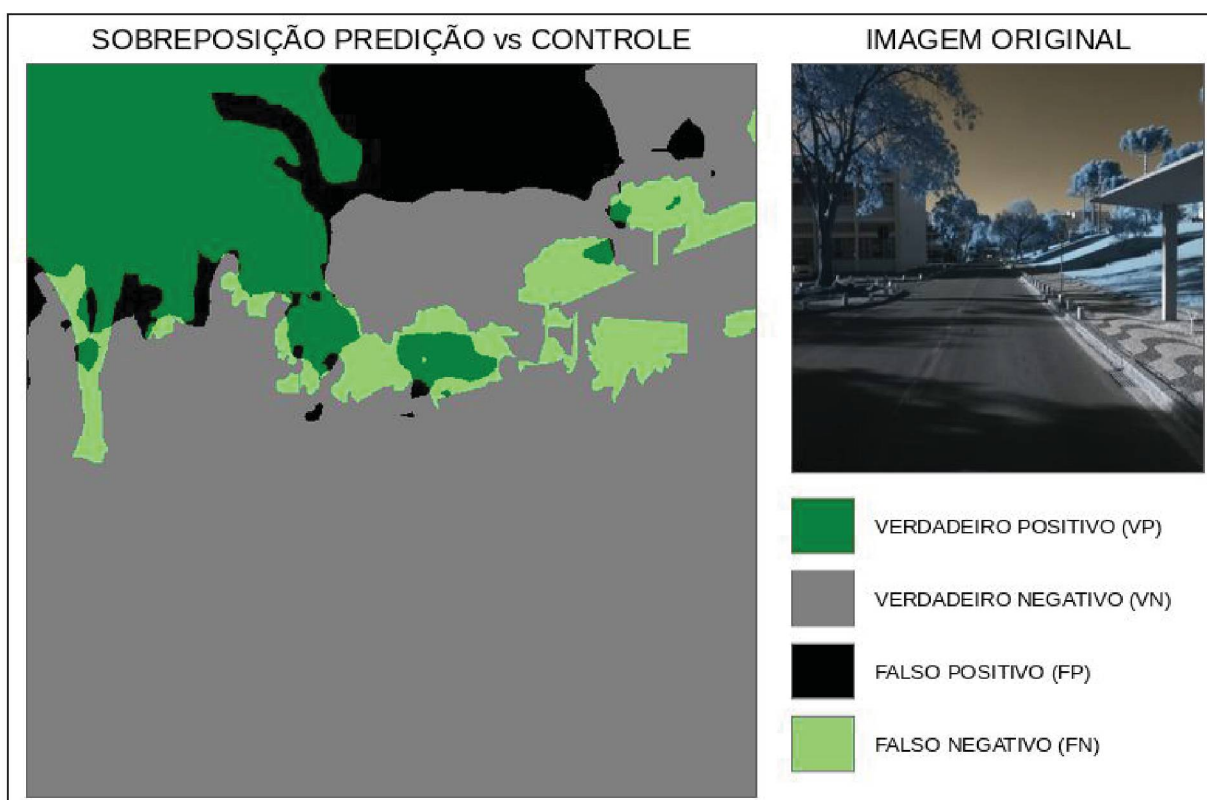 SOBREPOSIÇÃO PREDIÇÃO vs CONTROLE
IMAGEM ORIGINAL
VERDADEIRO POSITIVO (VP)
VERDADEIRO NEGATIVO (VN)
FALSO POSITIVO (FP)
FALSO NEGATIVO (FN)